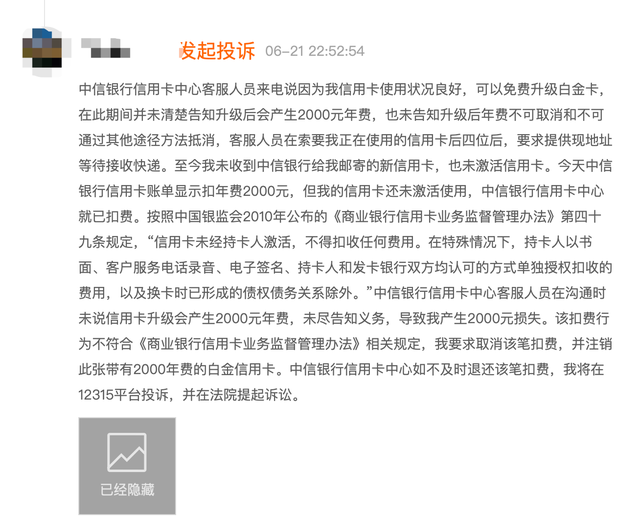 发起投诉 06-21 22:52:54
中信银行信用卡中心客服人员来电说因为我信用卡使用状况良好，可以免费升级白金卡，
在此期间并未清楚告知升级后会产生2000元年费，也未告知升级后年费不可取消和不可
通过其他途径方法抵消，客服人员在索要我正在使用的信用卡后四位后，要求提供现地址
等待接收快递。至今我未收到中信银行给我邮寄的新信用卡，也未激活信用卡。今天中信
银行信用卡账单显示扣年费2000元，但我的信用卡还未激活使用，中信银行信用卡中心
就已扣费。按照中国银监会2010年公布的《商业银行信用卡业务监督管理办法》第四十
九条规定，“信用卡未经持卡人激活，不得扣收任何费用。在特殊情况下，持卡人以书
面、客户服务电话录音、电子签名、持卡人和发卡银行双方均认可的方式单独授权扣收的
费用，以及换卡时已形成的债权债务关系除外。”中信银行信用卡中心客服人员在沟通时
未说信用卡升级会产生2000元年费，未尽告知义务，导致我产生2000元损失。该扣费行
为不符合《商业银行信用卡业务监督管理办法》相关规定，我要求取消该笔扣费，并注销
此张带有2000年费的白金信用卡。中信银行信用卡中心如不及时退还该笔扣费，我将在
12315平台投诉，并在法院提起诉讼。
已经隐藏